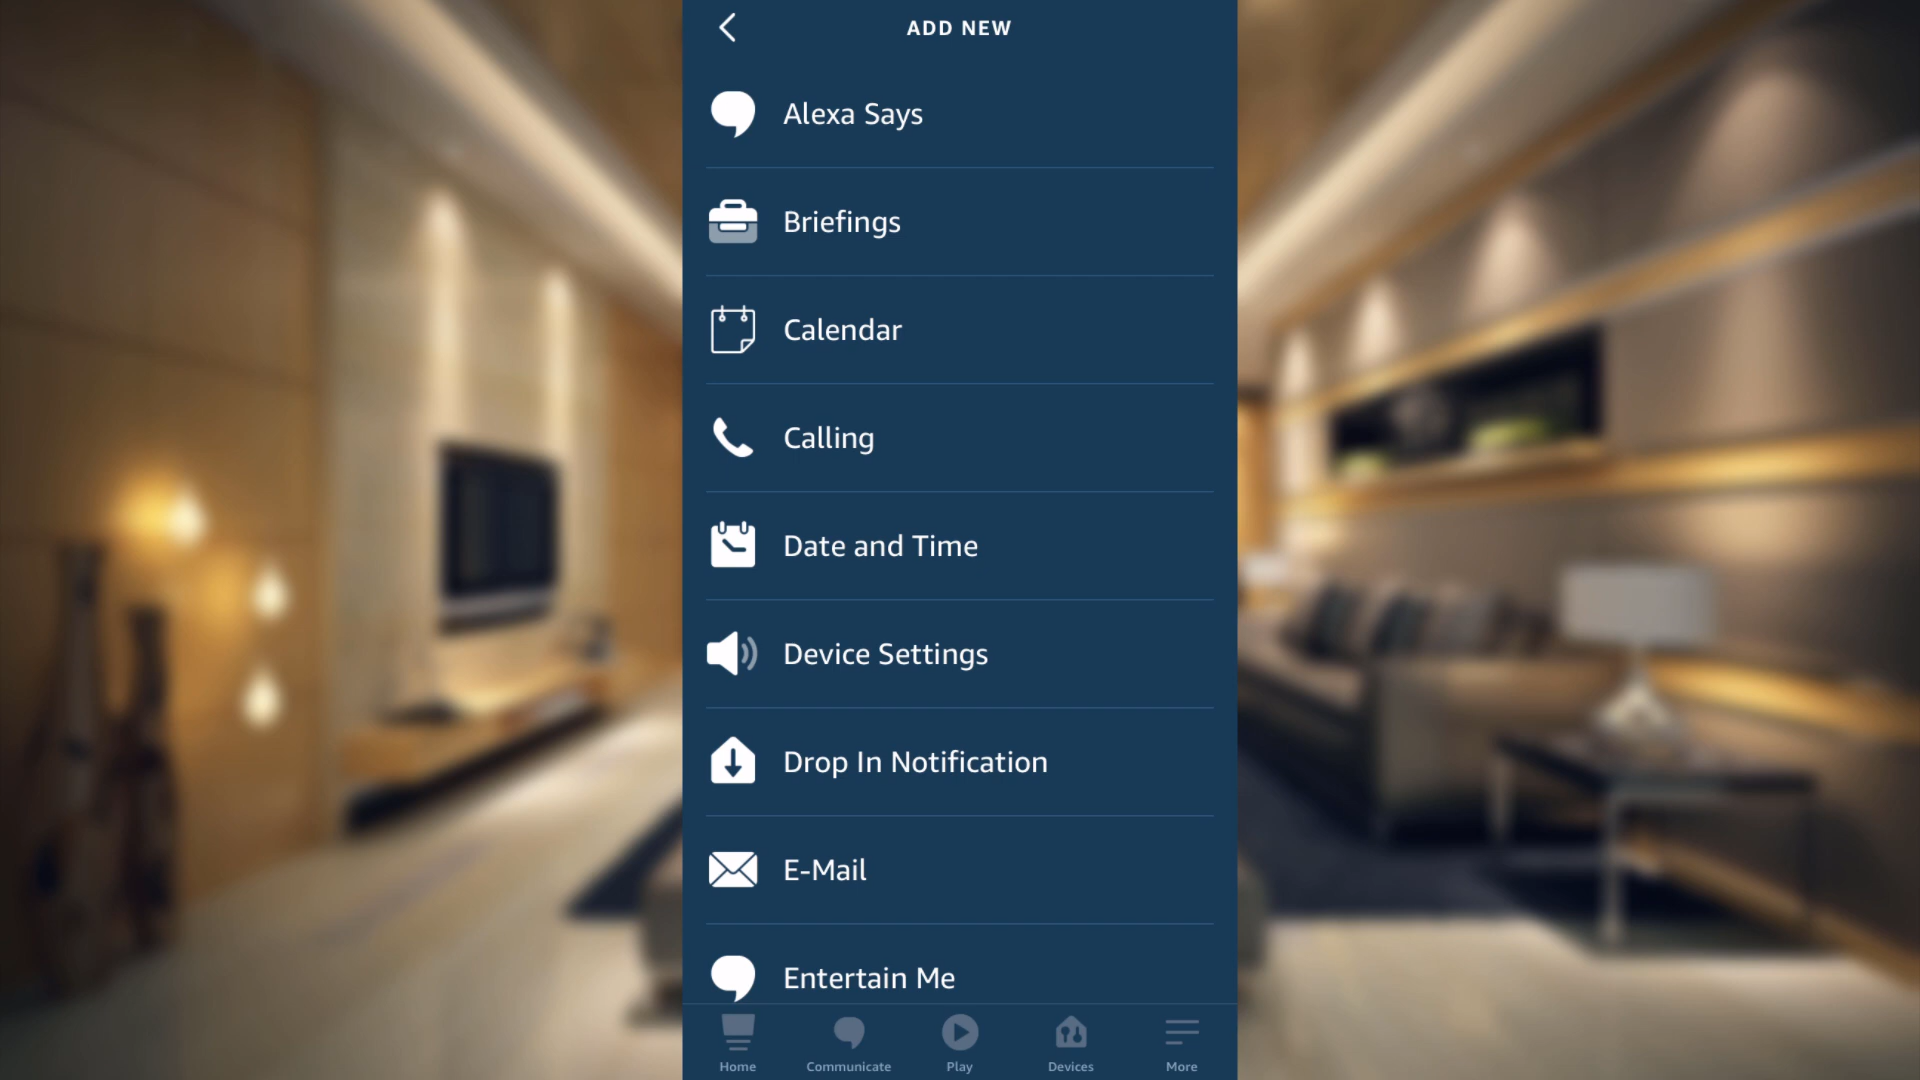 ADD NEW
Alexa Says
Briefings
Calendar
Calling
Date and Time
Device Settings
Drop In Notification
E-Mail
Entertain Me
Home
Communicate
Play
Devices
More